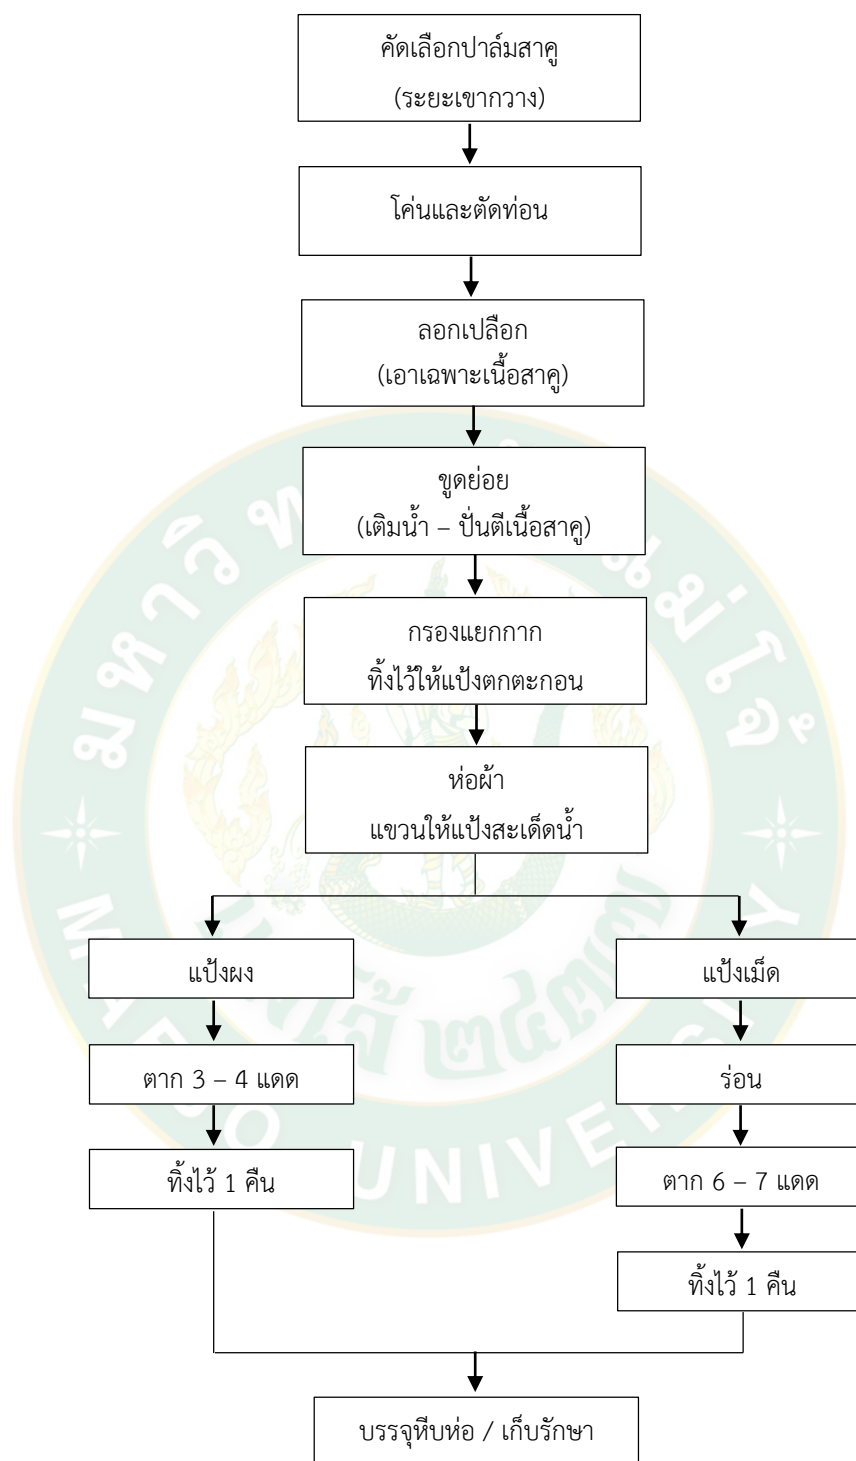 คัดเลือกปาล์มสาคู
(ระยะเขากวาง)
โค่นและตัดท่อน
ลอกเปลือก
(เอาเฉพาะเนื้อสาคู)
ขูดย่อย
(เติมน้ำ – ปั่นตีเนื้อสาคู)
กรองแยกกาก
ทิ้งไว้ให้แป้งตกตะกอน
ห่อผ้า
แขวนให้แป้งสะเด็ดน้ำ
แป้งผง
แป้งเม็ด
ตาก 3 – 4 แดด
ร่อน
ทิ้งไว้ 1 คืน
ตาก 6 – 7 แดด
ทิ้งไว้ 1 คืน
บรรจุหีบห่อ / เก็บรักษา
แม่โจ้ ๒๔๗๗
UNIVERSITY